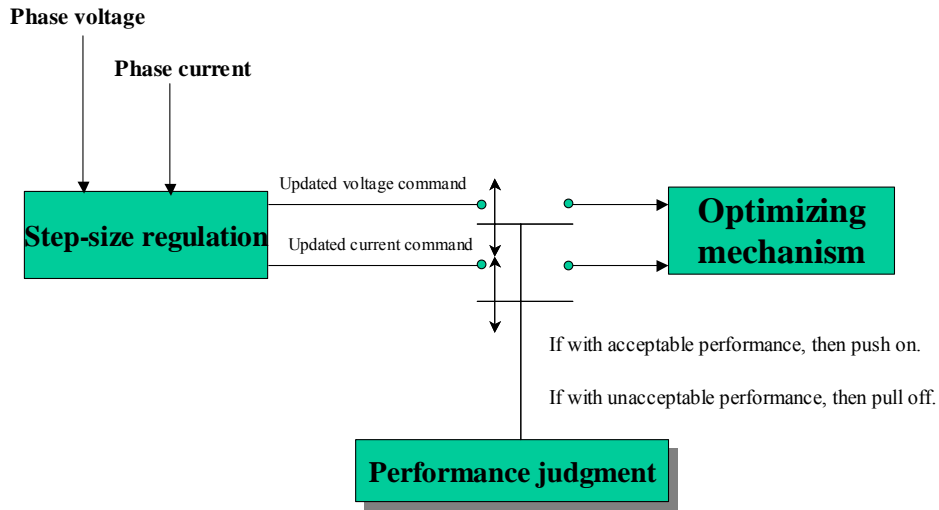 Phase voltage
Phase current
Updated voltage command
Step-size regulation
Updated current command
Optimizing
mechanism
If with acceptable performance, then push on.
If with unacceptable performance, then pull off.
Performance judgment